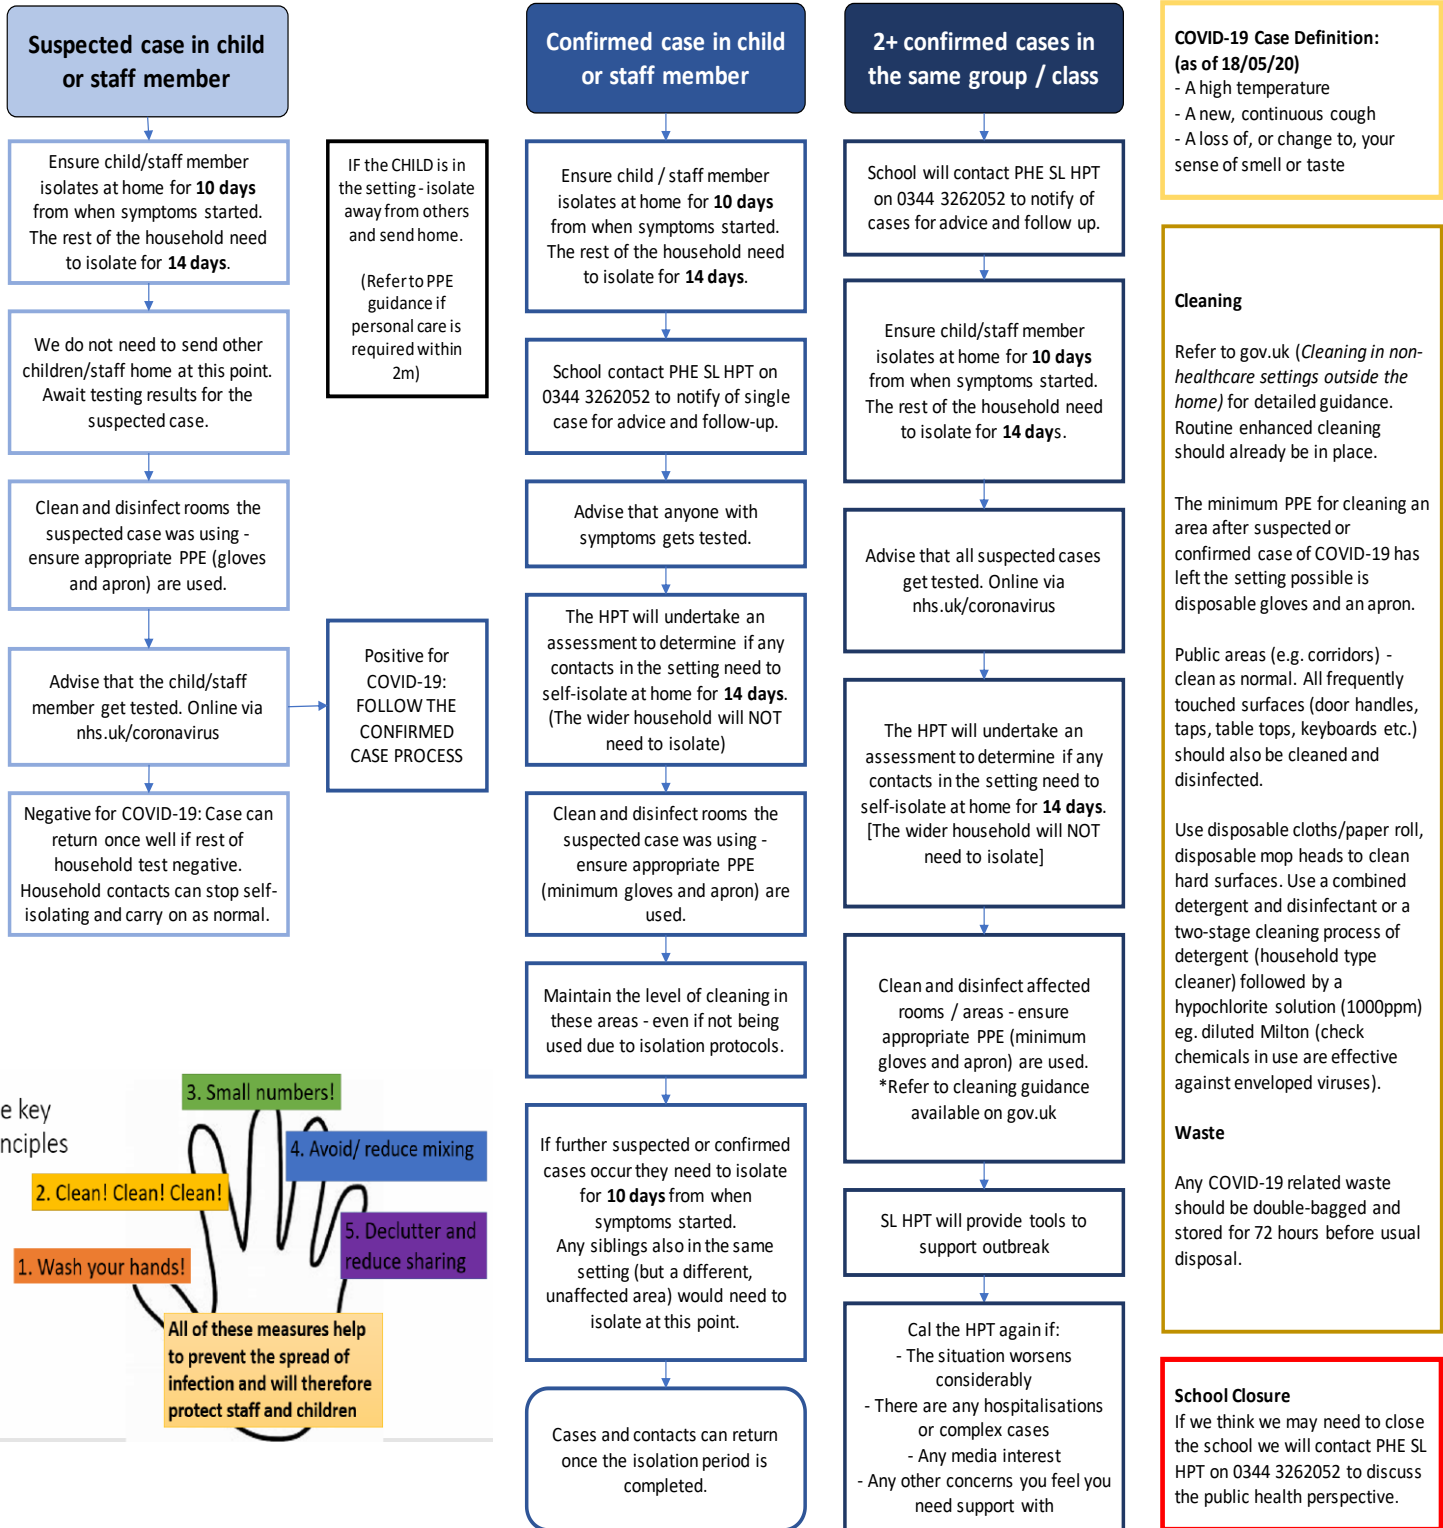 Suspected case in child
or staff member
Ensure child/staff member
isolates at home for 10 days
from when symptoms started.
The rest of the household need
to isolate for 14 days.
We do not need to send other
children/staff home at this point.
Await testing results for the
suspected case.
Clean and disinfect rooms the
suspected case was using -
ensure appropriate PPE (gloves
and apron) are used.
Advise that the child/staff
member get tested. Online via
nhs.uk/coronavirus
Negative for COVID-19: Case can
return once well if rest of
household test negative.
Household contacts can stop self-
isolating and carry on as normal.
IF the CHILD is in
the setting - isolate
away from others
and send home.
(Refer to PPE
guidance if
personal care is
required within
2m)
Positive for
COVID-19:
FOLLOW THE
CONFIRMED
CASE PROCESS
e key
nciples
1. Wash your hands!
2. Clean! Clean! Clean!
3. Small numbers!
4. Avoid/ reduce mixing
5. Declutter and
reduce sharing
All of these measures help
to prevent the spread of
infection and will therefore
protect staff and children
Confirmed case in child
or staff member
Ensure child / staff member
isolates at home for 10 days
from when symptoms started.
The rest of the household need
to isolate for 14 days.
School contact PHE SL HPT on
0344 3262052 to notify of single
case for advice and follow-up.
Advise that anyone with
symptoms gets tested.
The HPT will undertake an
assessment to determine if any
contacts in the setting need to
self-isolate at home for 14 days.
(The wider household will NOT
need to isolate)
Clean and disinfect rooms the
suspected case was using -
ensure appropriate PPE
(minimum gloves and apron) are
used.
Maintain the level of cleaning in
these areas - even if not being
used due to isolation protocols.
If further suspected or confirmed
cases occur they need to isolate
for 10 days from when
symptoms started.
Any siblings also in the same
setting (but a different,
unaffected area) would need to
isolate at this point.
Cases and contacts can return
once the isolation period is
completed.
2+ confirmed cases in
the same group / class
School will contact PHE SL HPT
on 0344 3262052 to notify of
cases for advice and follow up.
Ensure child/staff member
isolates at home for 10 days
from when symptoms started.
The rest of the household need
to isolate for 14 days.
Advise that all suspected cases
get tested. Online via
nhs.uk/coronavirus
The HPT will undertake an
assessment to determine if any
contacts in the setting need to
self-isolate at home for 14 days.
[The wider household will NOT
need to isolate]
Clean and disinfect affected
rooms / areas - ensure
appropriate PPE (minimum
gloves and apron) are used.
*Refer to cleaning guidance
available on gov.uk
SL HPT will provide tools to
support outbreak
Cal the HPT again if:
- The situation worsens
considerably
- There are any hospitalisations
or complex cases
- Any media interest
- Any other concerns you feel you
need support with
COVID-19 Case Definition:
(as of 18/05/20)
- A high temperature
- A new, continuous cough
- A loss of, or change to, your
sense of smell or taste
Cleaning
Refer to gov.uk (Cleaning in non-
healthcare settings outside the
home) for detailed guidance.
Routine enhanced cleaning
should already be in place.
The minimum PPE for cleaning an
area after suspected or
confirmed case of COVID-19 has
left the setting possible is
disposable gloves and an apron.
Public areas (e.g. corridors) -
clean as normal. All frequently
touched surfaces (door handles,
taps, table tops, keyboards etc.)
should also be cleaned and
disinfected.
Use disposable cloths/paper roll,
disposable mop heads to clean
hard surfaces. Use a combined
detergent and disinfectant or a
two-stage cleaning process of
detergent (household type
cleaner) followed by a
hypochlorite solution (1000ppm)
eg. diluted Milton (check
chemicals in use are effective
against enveloped viruses).
Waste
Any COVID-19 related waste
should be double-bagged and
stored for 72 hours before usual
disposal.
School Closure
If we think we may need to close
the school we will contact PHE SL
HPT on 0344 3262052 to discuss
the public health perspective.